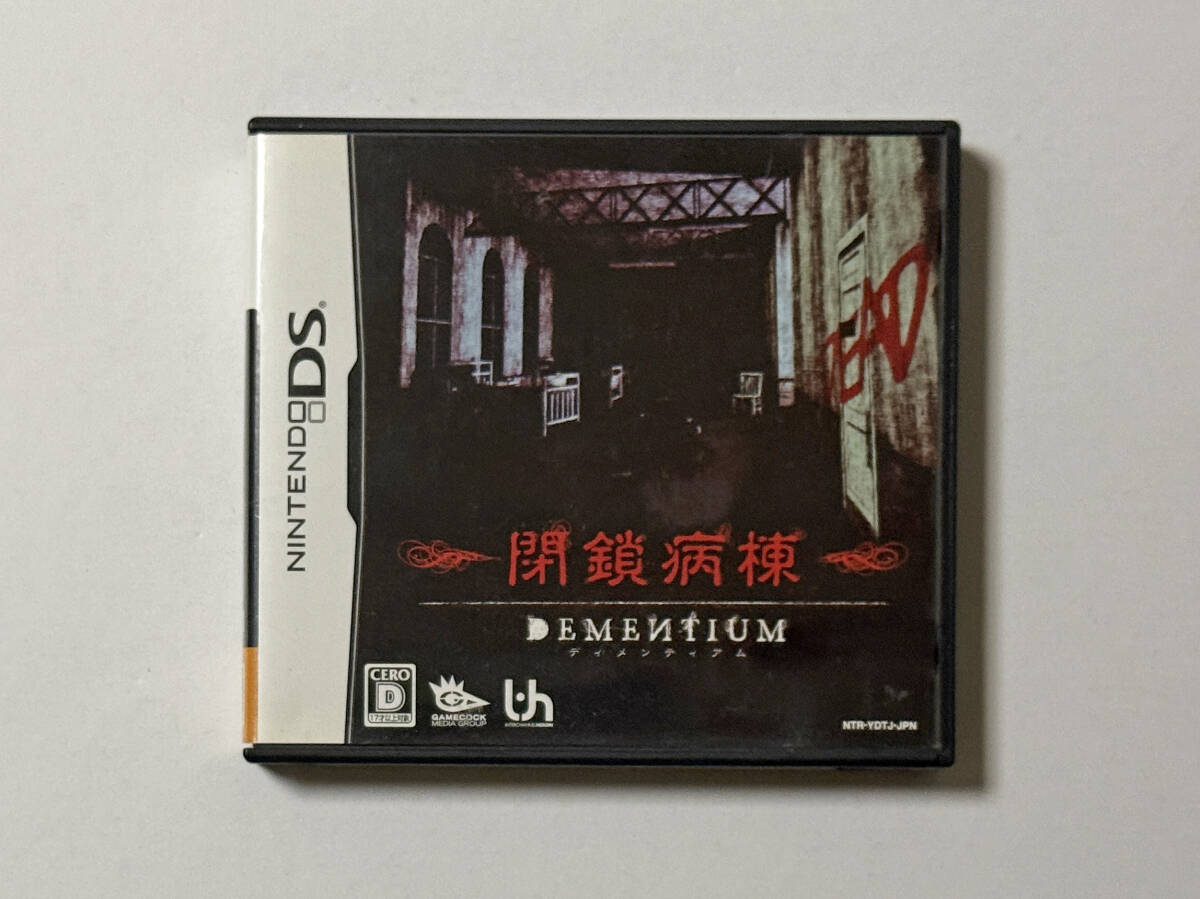 NINTENDO DS®
DEAD
閉鎖病棟
DEMEИTIUM
ディメンティアム
CERO
D
17才以上対象
GAMECOCK
MEDIA GROUP
NTR-YDTJ-JPN